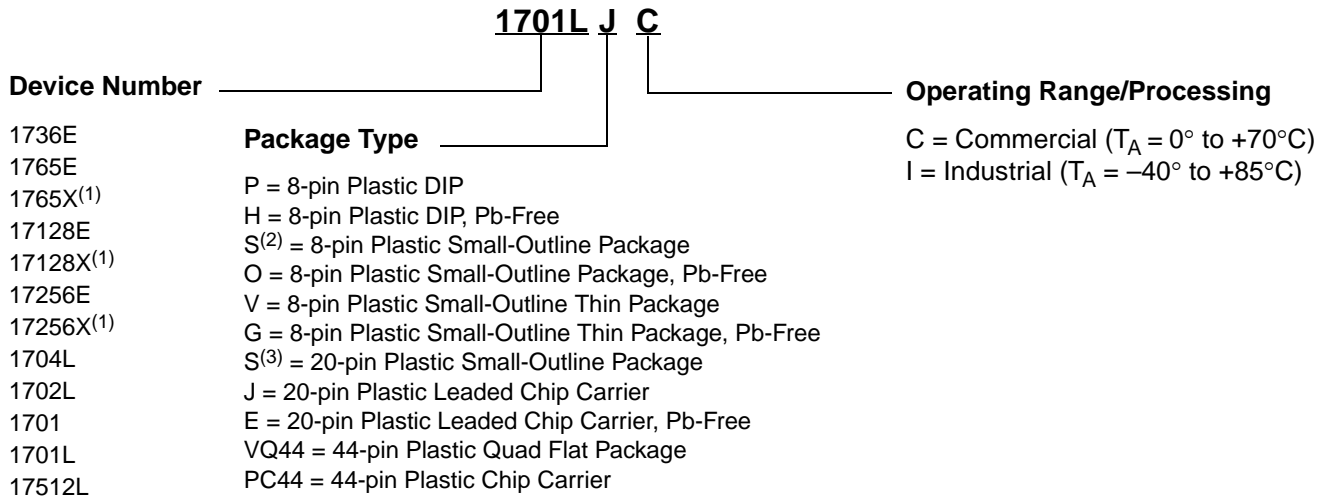 1701L J C
Device Number
1736E
1765E
1765X(1)
17128E
17128X(1)
17256E
17256X(1)
1704L
1702L
1701
1701L
17512L
Package Type
P = 8-pin Plastic DIP
H = 8-pin Plastic DIP, Pb-Free
S(2) = 8-pin Plastic Small-Outline Package
O = 8-pin Plastic Small-Outline Package, Pb-Free
V = 8-pin Plastic Small-Outline Thin Package
G = 8-pin Plastic Small-Outline Thin Package, Pb-Free
S(3) = 20-pin Plastic Small-Outline Package
J = 20-pin Plastic Leaded Chip Carrier
E = 20-pin Plastic Leaded Chip Carrier, Pb-Free
VQ44 = 44-pin Plastic Quad Flat Package
PC44 = 44-pin Plastic Chip Carrier
Operating Range/Processing
C = Commercial (TA = 0° to +70°C)
I = Industrial (TA = –40° to +85°C)